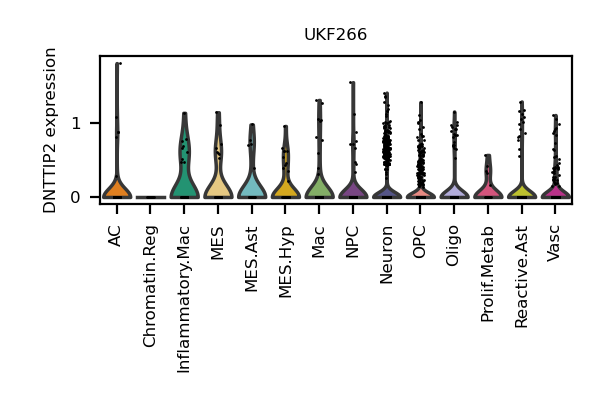 UKF266
DNTTIP2 expression
1
0
AC
Chromatin.Reg
Inflammatory.Mac
MES
MES.Ast
MES.Hyp
Mac
NPC
Neuron
OPC
Oligo
Prolif.Metab
Reactive.Ast
Vasc